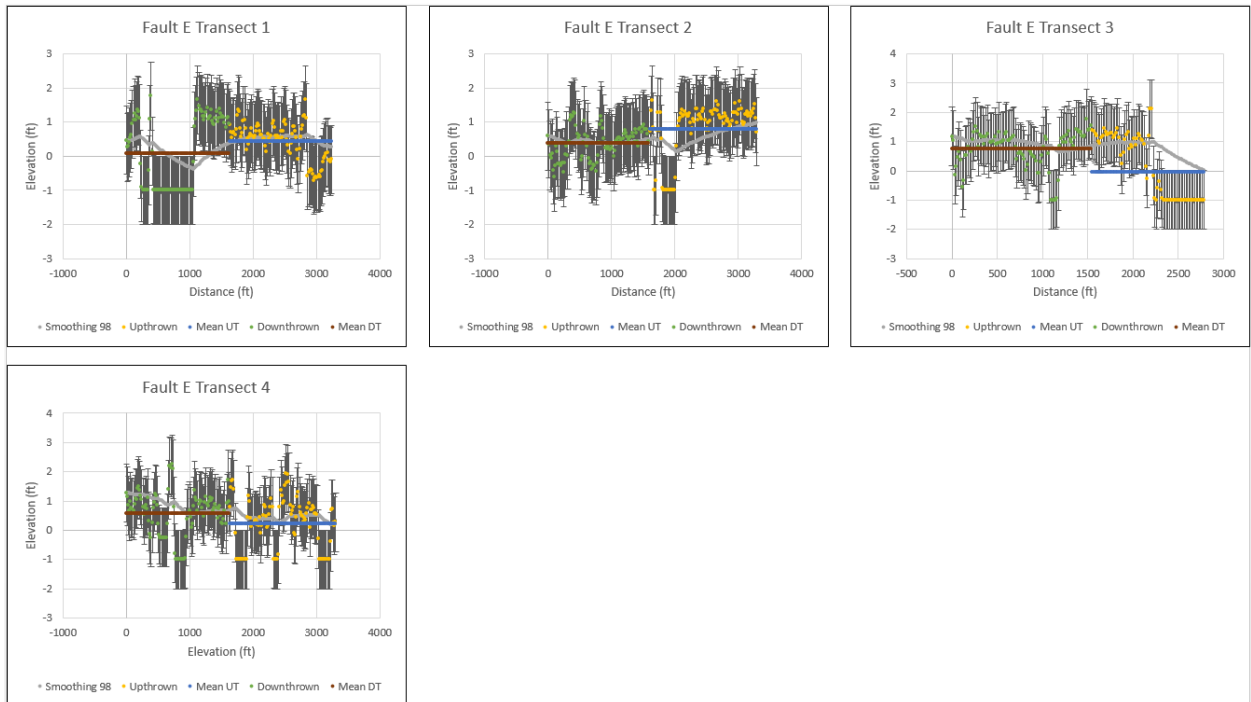 Fault E Transect 1
3
2
1
0
-1
-2
-3
-1000 0 1000 2000 3000 4000
Elevation (ft)
Distance (ft)
Smoothing 98 Upthrown Mean UT Downthrown Mean DT
Fault E Transect 2
3
2
1
0
-1
-2
-3
-1000 0 1000 2000 3000 4000
Elevation (ft)
Distance (ft)
Smoothing 98 Upthrown Mean UT Downthrown Mean DT
Fault E Transect 3
4
3
2
1
0
-1
-2
-3
-500 0 500 1000 1500 2000 2500 3000
Elevation (ft)
Distance (ft)
Smoothing 98 Upthrown Mean UT Downthrown Mean DT
Fault E Transect 4
4
3
2
1
0
-1
-2
-3
-1000 0 1000 2000 3000 4000
Elevation (ft)
Elevation (ft)
Smoothing 98 Upthrown Mean UT Downthrown Mean DT